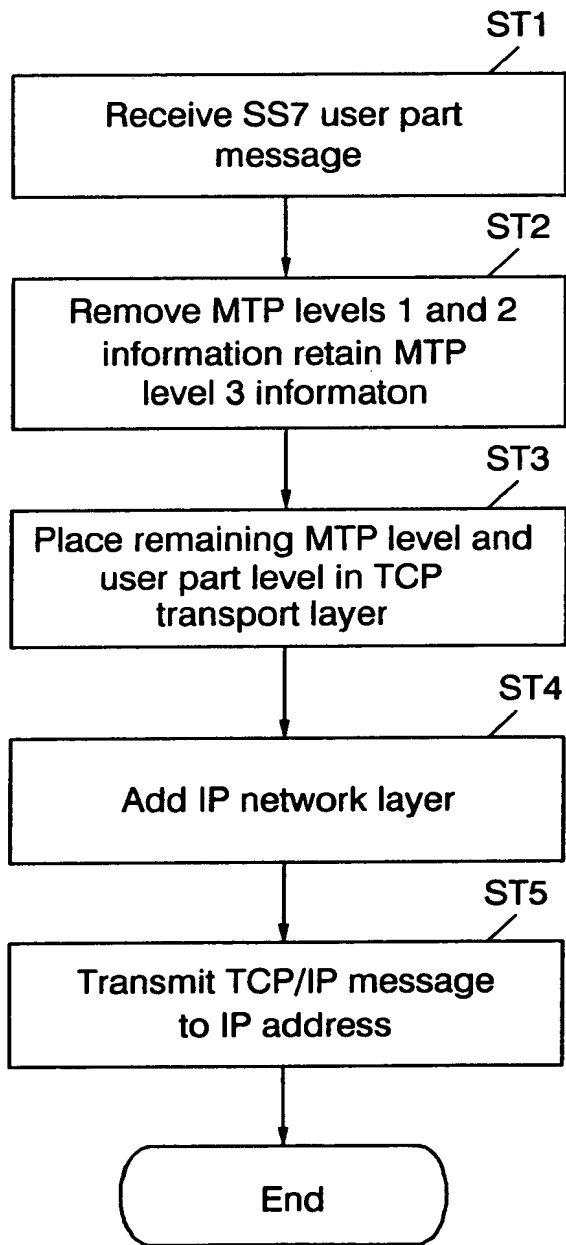 ST1
Receive SS7 user part
message
ST2
Remove MTP levels 1 and 2
information retain MTP
level 3 informaton
ST3
Place remaining MTP level and
user part level in TCP
transport layer
ST4
Add IP network layer
ST5
Transmit TCP/IP message
to IP address
End